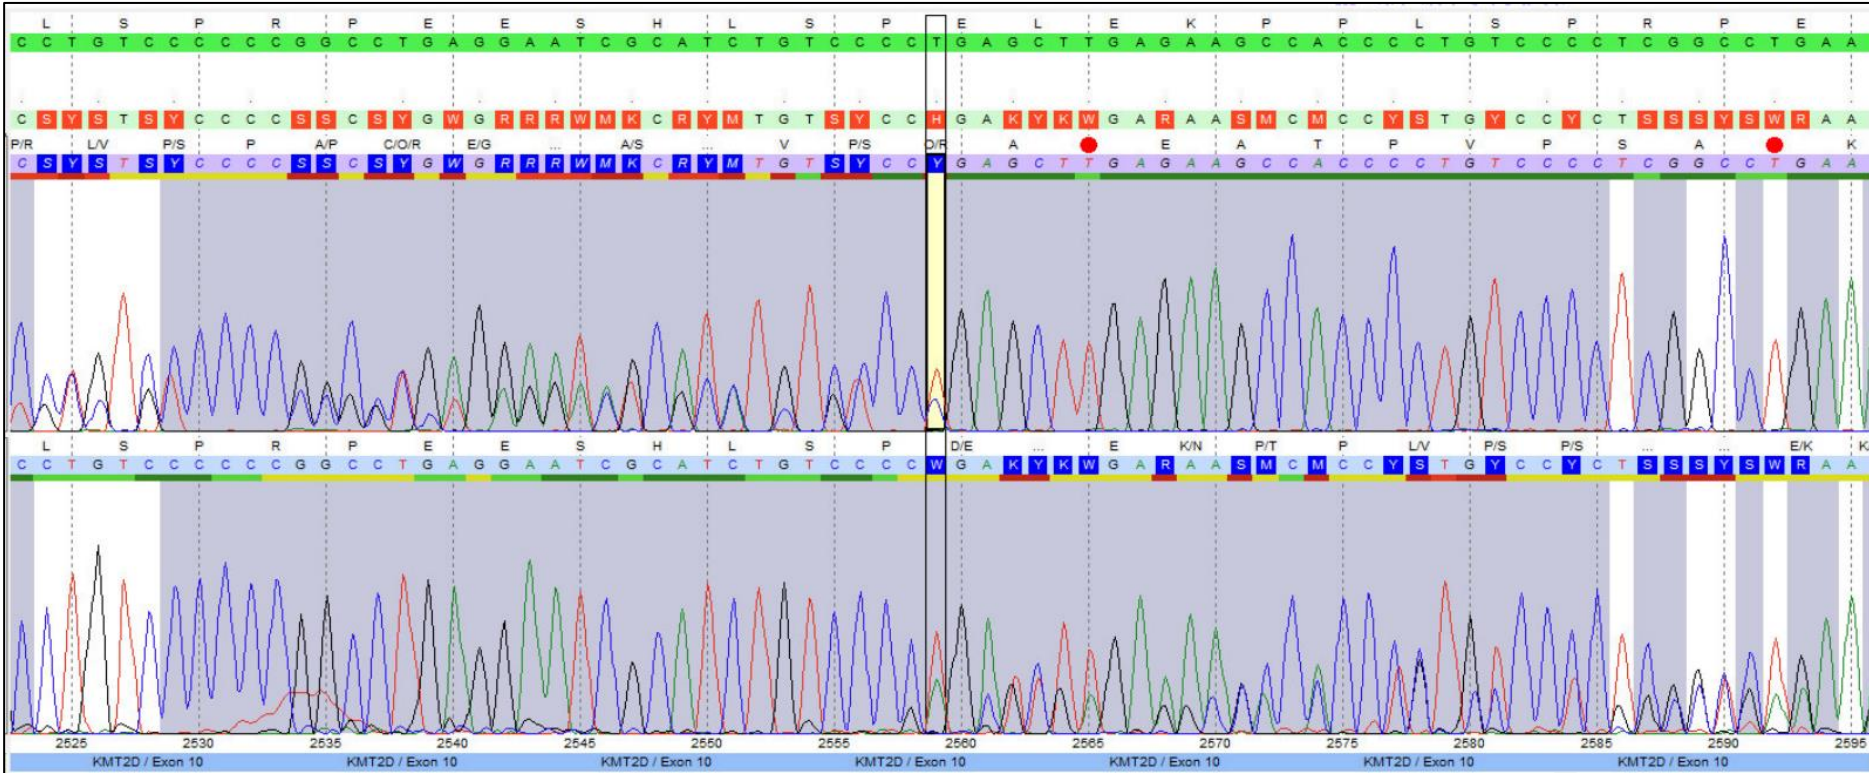 L S P R P E E S H L S P E L E K P P L S P R P E
C C T G T C C C C C C G G C C T G A G G A A T C G C A T C T G T C C C C T G A G C T T G A G A A G C C A C C C C T G T C C C C T C G G C C T G A A
C S Y S T S Y C C C C S S C S Y G W G R R R W M K C R Y M T G T S Y C C H G A K Y K W G A R A A S M C M C C Y S T G Y C C Y C T S S S Y S W R A A
P/R L/V P/S P A/P C/O/R E/G ... A/S ... V P/S O/R A E A T P V P S A K
C S Y S T S Y C C C C S S C S Y G W G R R R W M K C R Y M T G T S Y C C Y G A G C T T G A G A A G C C A C C C C T G T C C C C T C G G C C T G A A
L S P R P E E S H L S P D/E ... E K/N P/T P L/V P/S P/S ... ... E/K
C C T G T C C C C C C G G C C T G A G G A A T C G C A T C T G T C C C C W G A K Y K W G A R A A S M C M C C Y S T G Y C C Y C T S S S Y S W R A A
2525 2530 2535 2540 2545 2550 2555 2560 2565 2570 2575 2580 2585 2590 2595
KMT2D / Exon 10 KMT2D / Exon 10 KMT2D / Exon 10 KMT2D / Exon 10 KMT2D / Exon 10 KMT2D / Exon 10 KMT2D / Exon 10